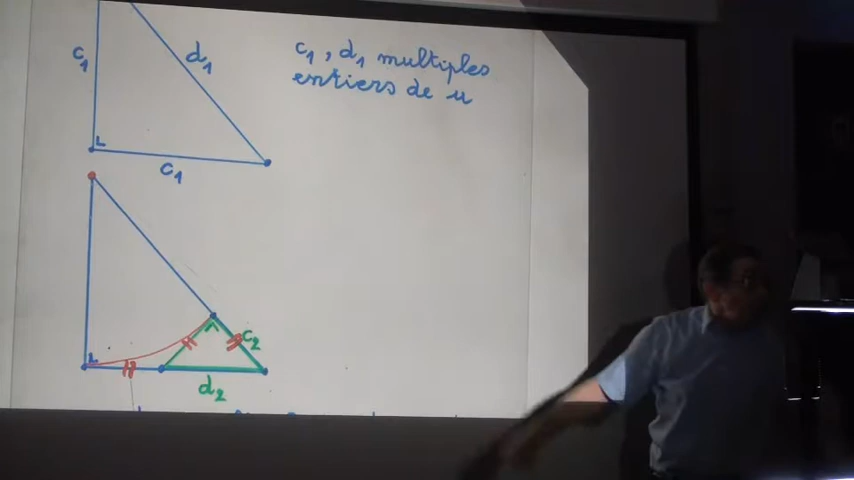 c₁
d₁
c₁
c₁, d₁ multiples
entiers de u
c₂
d₂